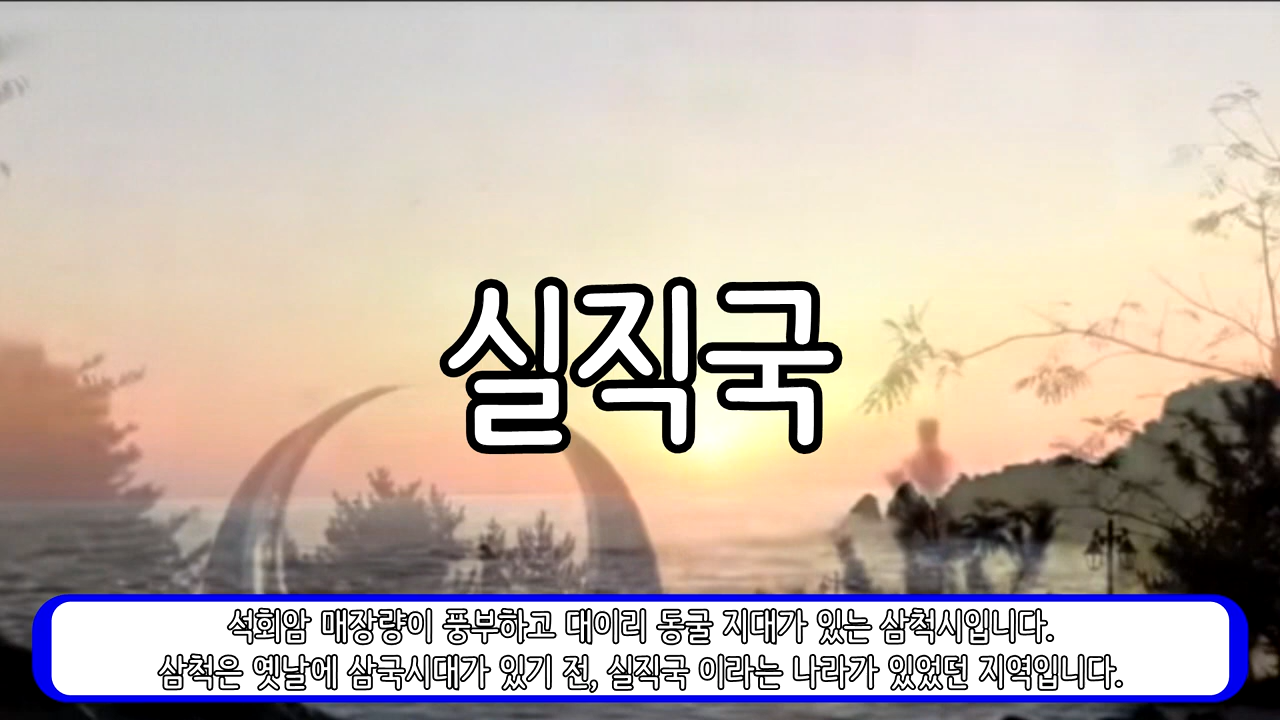 실직국
석회암 매장량이 풍부하고 대이리 동굴 지대가 있는 삼척시입니다.
삼척은 옛날에 삼국시대가 있기 전, 실직국 이라는 나라가 있었던 지역입니다.